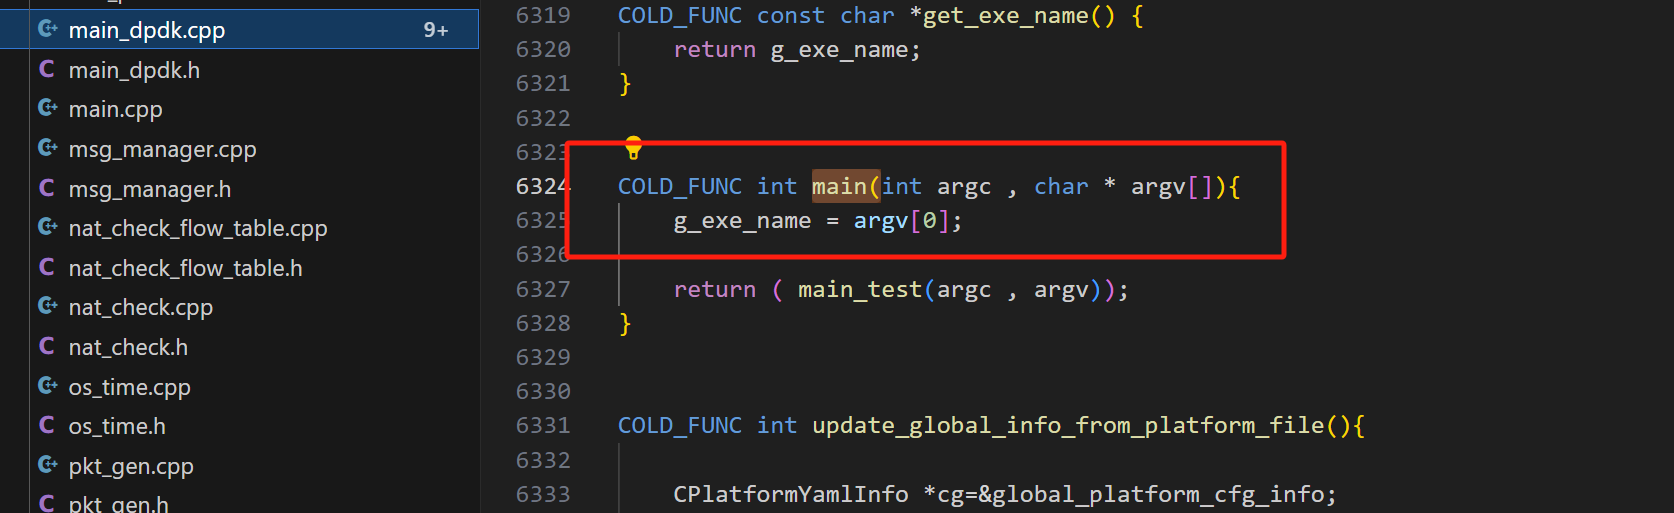 main_dpdk.cpp 9+
main_dpdk.h
main.cpp
msg_manager.cpp
msg_manager.h
nat_check_flow_table.cpp
nat_check_flow_table.h
nat_check.cpp
nat_check.h
os_time.cpp
os_time.h
pkt_gen.cpp
pkt_gen.h
6319 COLD_FUNC const char *get_exe_name() {
6320 return g_exe_name;
6321 }
6322
6323
6324 COLD_FUNC int main(int argc , char * argv[]){
6325 g_exe_name = argv[0];
6326
6327 return ( main_test(argc , argv));
6328 }
6329
6330
6331 COLD_FUNC int update_global_info_from_platform_file(){
6332
6333 CPlatformYamlInfo *cg=&global_platform_cfg_info;